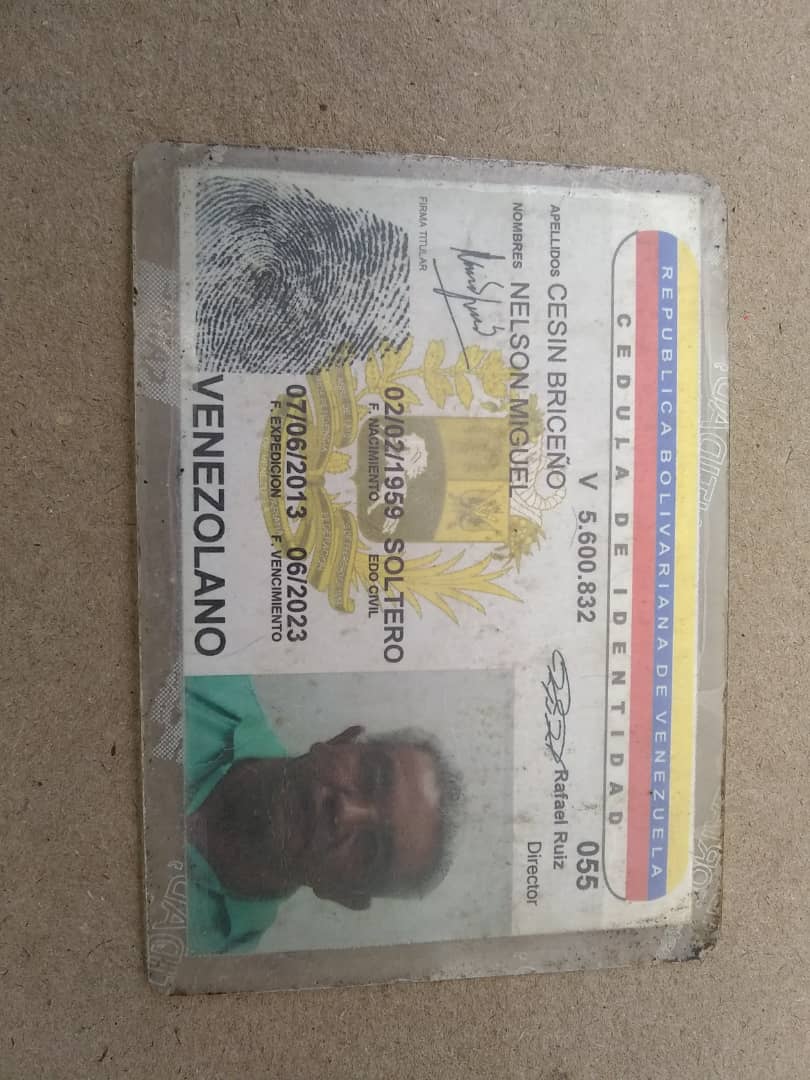 REPUBLICA BOLIVARIANA DE VENEZUELA
CEDULA DE IDENTIDAD
V 5.600.832
055
APELLIDOS CESIN BRICEÑO
Rafael Ruiz
Director
NOMBRES NELSON MIGUEL
FIRMA TITULAR
02/02/1959 SOLTERO
F. NACIMIENTO EDO CIVIL
07/06/2013 06/2023
F. EXPEDICION F. VENCIMIENTO
VENEZOLANO